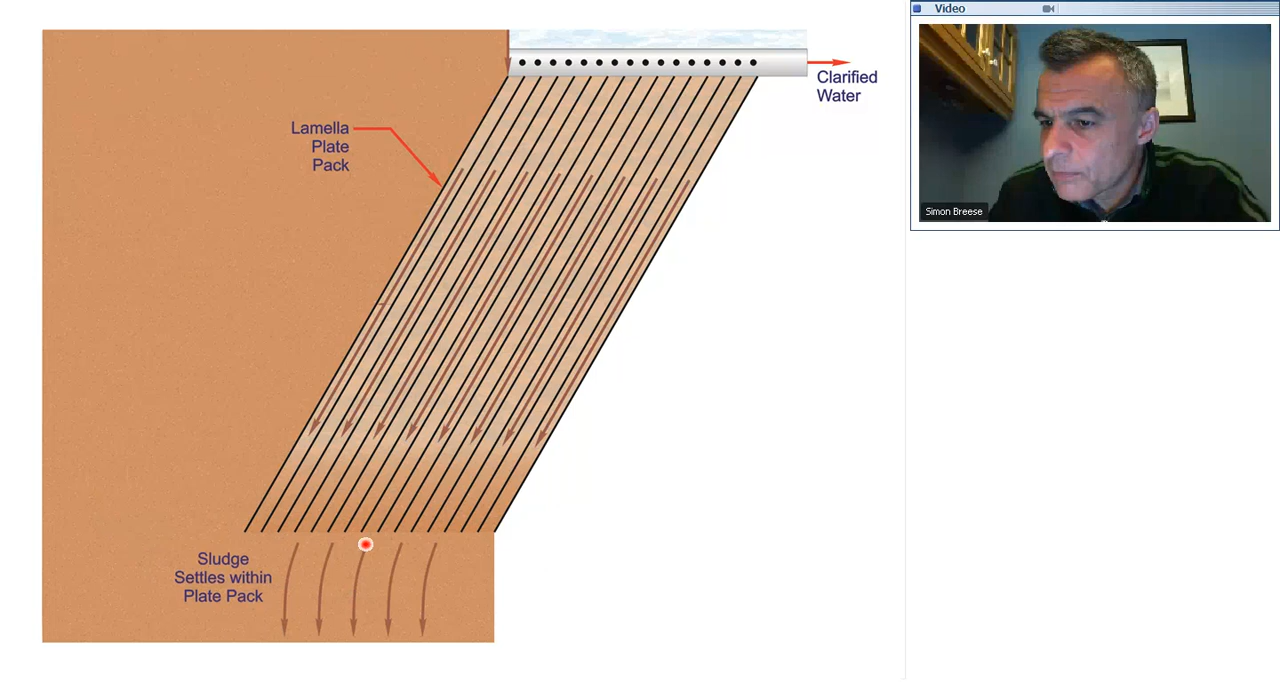 Video
Clarified
Water
Lamella
Plate
Pack
Simon Breese
Sludge
Settles within
Plate Pack